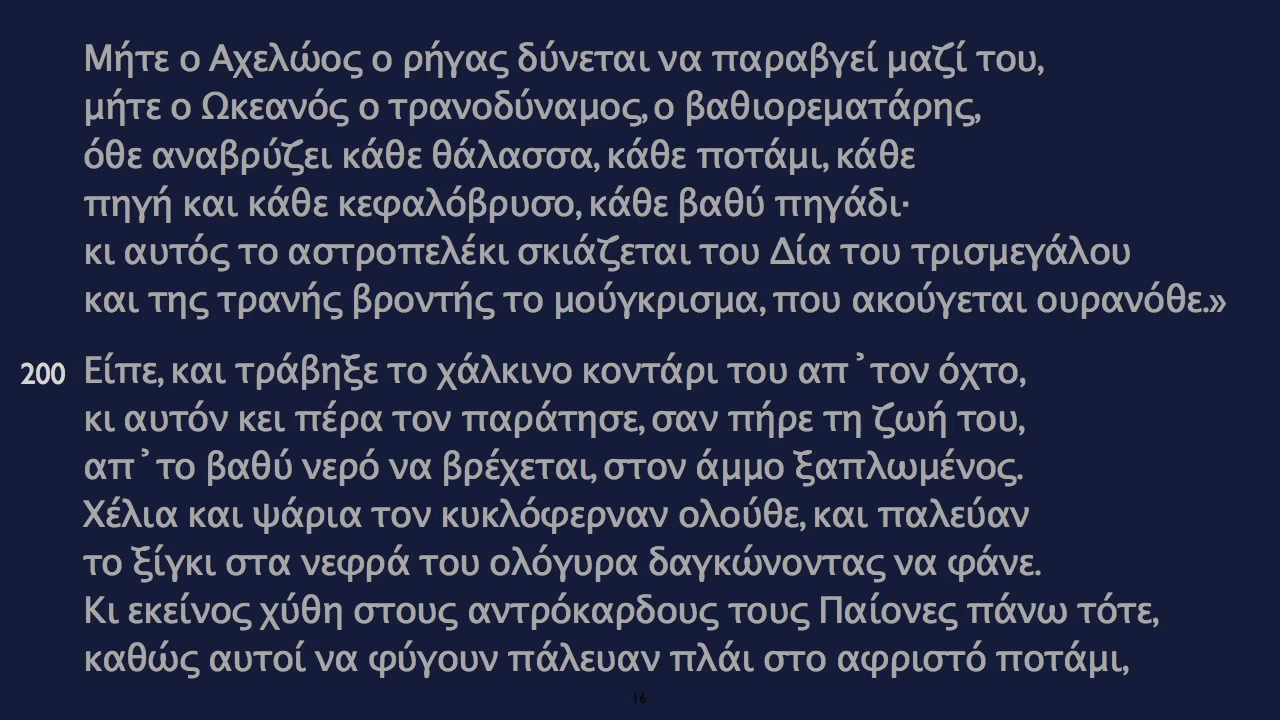 Μήτε ο Αχελώος ο ρήγας δύνεται να παραβγεί μαζί του,
μήτε ο Ωκεανός ο τρανοδύναμος, ο βαθιορεματάρης,
όθε αναβρύζει κάθε θάλασσα, κάθε ποτάμι, κάθε
πηγή και κάθε κεφαλόβρυσο, κάθε βαθύ πηγάδι·
κι αυτός το αστροπελέκι σκιάζεται του Δία του τρισμεγάλου
και της τρανής βροντής το μούγκρισμα, που ακούγεται ουρανόθε.»
200 Είπε, και τράβηξε το χάλκινο κοντάρι του απ᾿ τον όχτο,
κι αυτόν κει πέρα τον παράτησε, σαν πήρε τη ζωή του,
απ᾿ το βαθύ νερό να βρέχεται, στον άμμο ξαπλωμένος.
Χέλια και ψάρια τον κυκλόφερναν ολούθε, και παλεύαν
το ξίγκι στα νεφρά του ολόγυρα δαγκώνοντας να φάνε.
Κι εκείνος χύθη στους αντρόκαρδους τους Παίονες πάνω τότε,
καθώς αυτοί να φύγουν πάλευαν πλάι στο αφριστό ποτάμι,
16